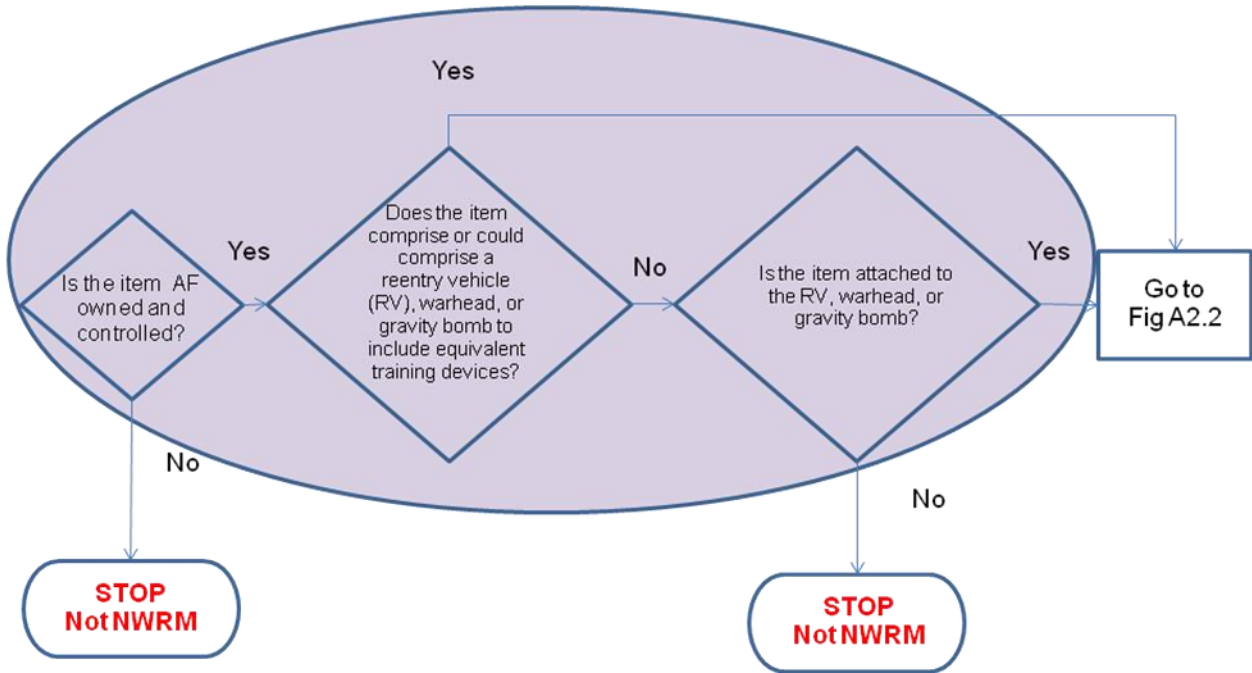 Yes
Is the item AF
owned and
controlled?
Yes
Does the item
comprise or could
comprise a
reentry vehicle
(RV), warhead, or
gravity bomb to
include equivalent
training devices?
No
Is the item attached to
the RV, warhead, or
gravity bomb?
Yes
Go to
Fig A2.2
No
STOP
Not NWRM
No
STOP
Not NWRM